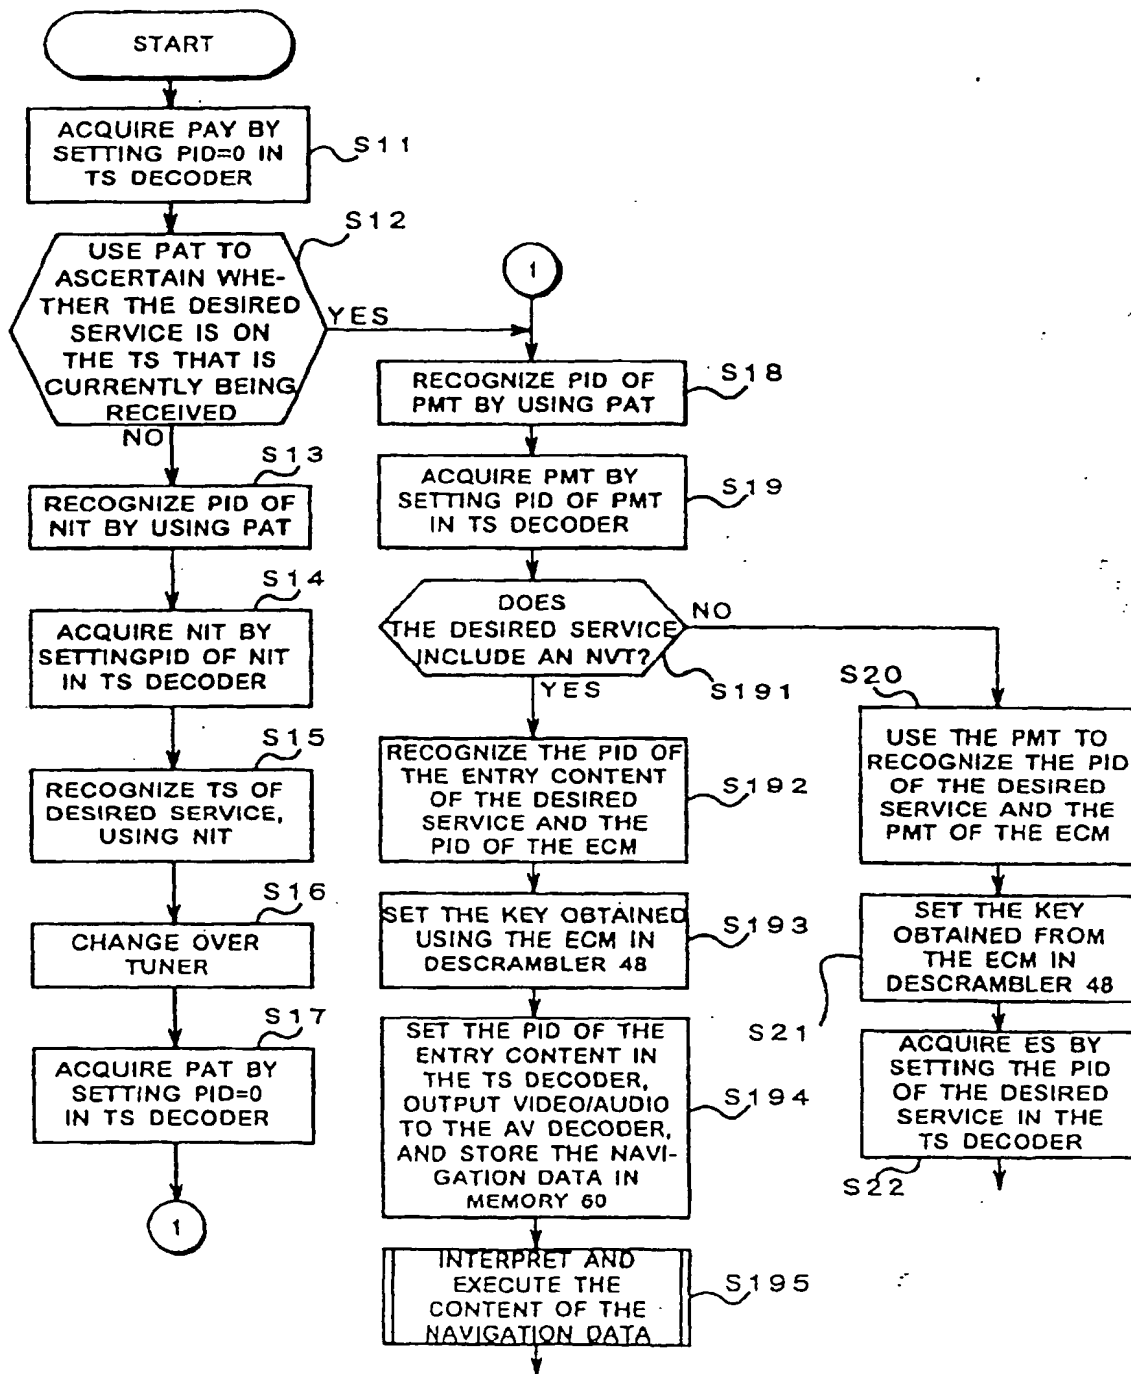 START
ACQUIRE PAY BY
SETTING PID=0 IN
TS DECODER
S11
S12
USE PAT TO
ASCERTAIN WHE-
THER THE DESIRED
SERVICE IS ON
THE TS THAT IS
CURRENTLY BEING
RECEIVED
YES
NO
S13
RECOGNIZE PID OF
NIT BY USING PAT
S14
ACQUIRE NIT BY
SETTINGPID OF NIT
IN TS DECODER
S15
RECOGNIZE TS OF
DESIRED SERVICE,
USING NIT
S16
CHANGE OVER
TUNER
S17
ACQUIRE PAT BY
SETTING PID=0
IN TS DECODER
1
1
RECOGNIZE PID OF
PMT BY USING PAT
S18
ACQUIRE PMT BY
SETTING PID OF PMT
IN TS DECODER
S19
DOES
THE DESIRED SERVICE
INCLUDE AN NVT?
NO
S191
YES
RECOGNIZE THE PID OF
THE ENTRY CONTENT
OF THE DESIRED
SERVICE AND THE
PID OF THE ECM
S192
SET THE KEY OBTAINED
USING THE ECM IN
DESCRAMBLER 48
S193
SET THE PID OF THE
ENTRY CONTENT IN
THE TS DECODER,
OUTPUT VIDEO/AUDIO
TO THE AV DECODER,
AND STORE THE NAVI-
GATION DATA IN
MEMORY 60
S194
INTERPRET AND
EXECUTE THE
CONTENT OF THE
NAVIGATION DATA
S195
S20
USE THE PMT TO
RECOGNIZE THE PID
OF THE DESIRED
SERVICE AND THE
PMT OF THE ECM
SET THE KEY
OBTAINED FROM
THE ECM IN
DESCRAMBLER 48
S21
ACQUIRE ES BY
SETTING THE PID
OF THE DESIRED
SERVICE IN THE
TS DECODER
S22